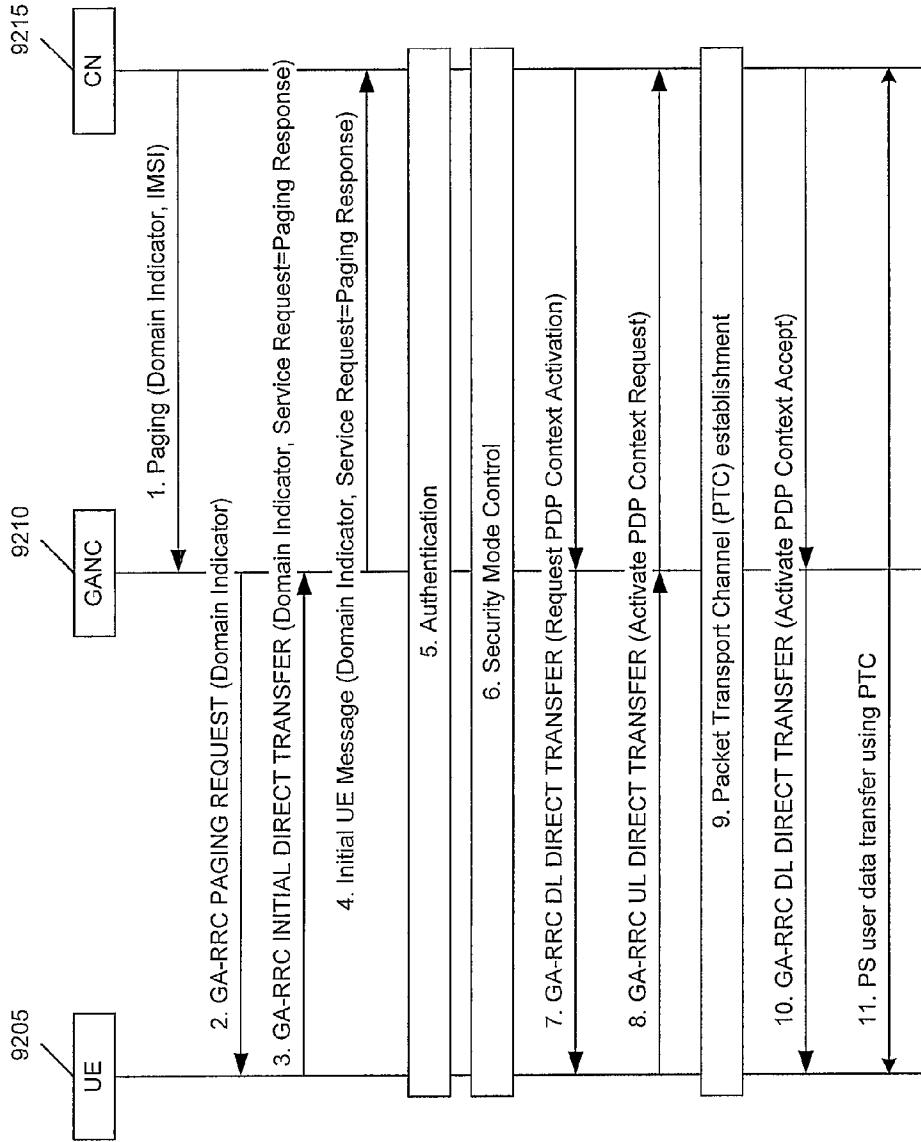 9205
9210
9215
UE
GANC
CN
1. Paging (Domain Indicator, IMSI)
2. GA-RRC PAGING REQUEST (Domain Indicator)
3. GA-RRC INITIAL DIRECT TRANSFER (Domain Indicator, Service Request=Paging Response)
4. Initial UE Message (Domain Indicator, Service Request=Paging Response)
5. Authentication
6. Security Mode Control
7. GA-RRC DL DIRECT TRANSFER (Request PDP Context Activation)
8. GA-RRC UL DIRECT TRANSFER (Activate PDP Context Request)
9. Packet Transport Channel (PTC) establishment
10. GA-RRC DL DIRECT TRANSFER (Activate PDP Context Accept)
11. PS user data transfer using PTC